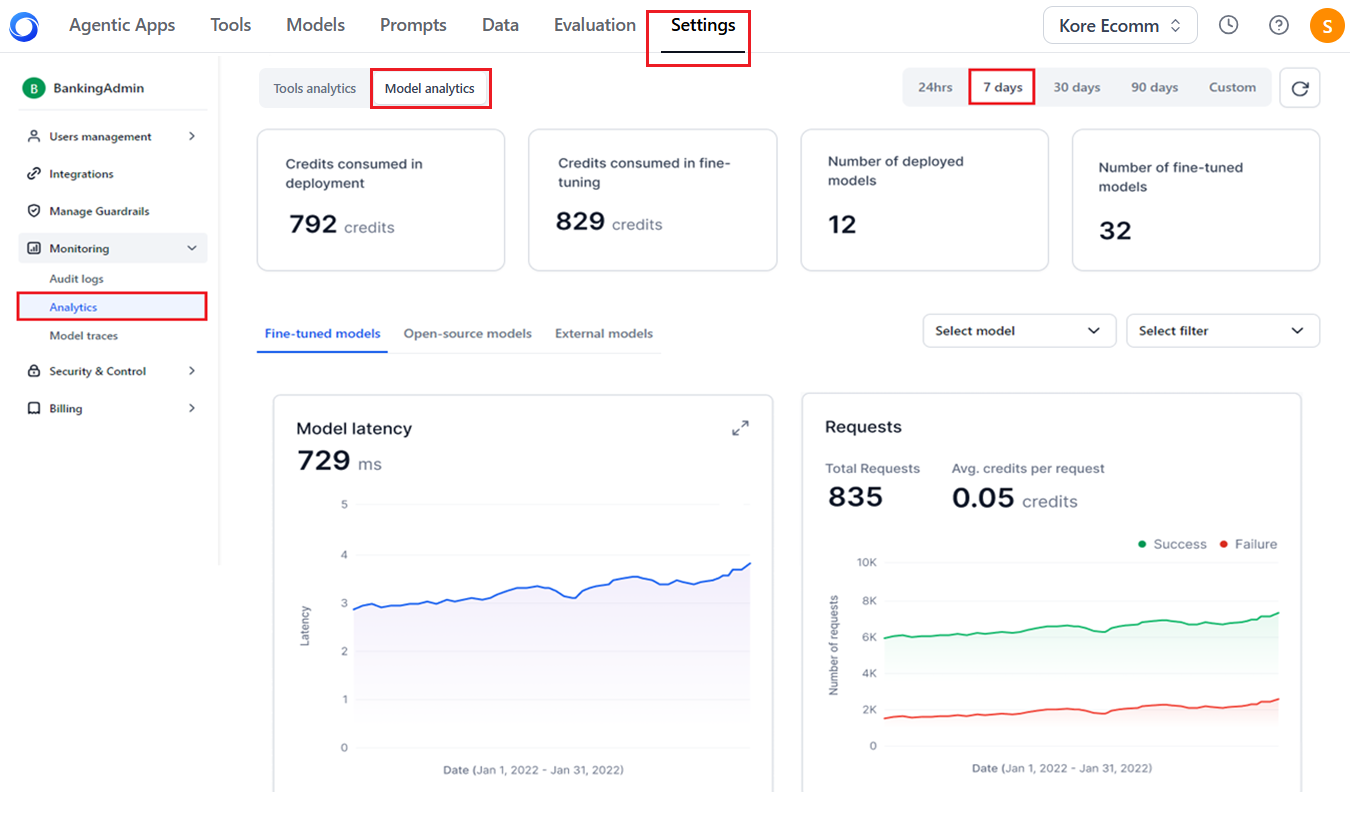 Agentic Apps Tools Models Prompts Data Evaluation Settings Kore Ecomm S
B BankingAdmin
Users management
Integrations
Manage Guardrails
Monitoring
Audit logs
Analytics
Model traces
Security & Control
Billing
Tools analytics Model analytics
24hrs 7 days 30 days 90 days Custom
Credits consumed in
deployment
792 credits
Credits consumed in fine-
tuning
829 credits
Number of deployed
models
12
Number of fine-tuned
models
32
Fine-tuned models Open-source models External models
Select model Select filter
Model latency
729 ms
5
4
3
2
1
0
Latency
Date (Jan 1, 2022 - Jan 31, 2022)
Requests
Total Requests Avg. credits per request
835 0.05 credits
Success Failure
10K
8K
6K
4K
2K
0
Number of requests
Date (Jan 1, 2022 - Jan 31, 2022)